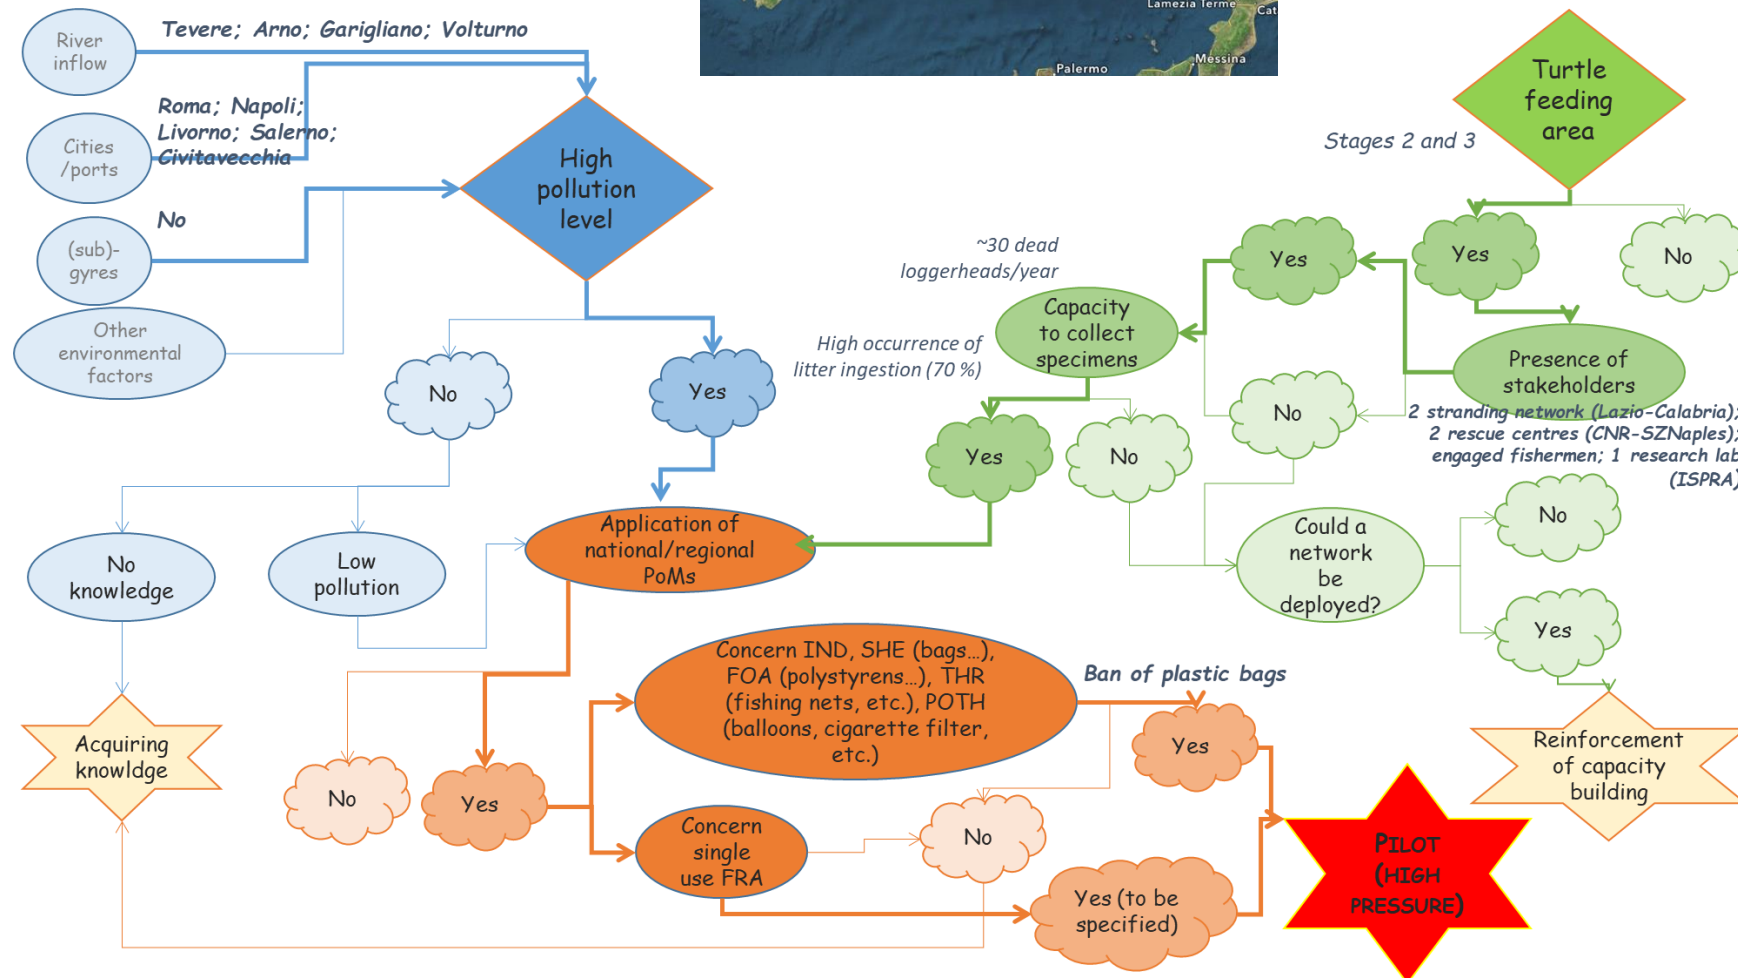 Lamezia Terme
Cat
Messina
Palermo
River
inflow
Tevere; Arno; Garigliano; Volturno
Cities
/ports
Roma; Napoli;
Livorno; Salerno;
Civitavecchia
(sub)-
gyres
No
Other
environmental
factors
High
pollution
level
No
Yes
No
knowledge
Low
pollution
Acquiring
knowldge
Turtle
feeding
area
Stages 2 and 3
Yes
No
Yes
Presence of
stakeholders
2 stranding network (Lazio-Calabria);
2 rescue centres (CNR-SZNaples);
engaged fishermen; 1 research lab
(ISPRA)
No
~30 dead
loggerheads/year
Capacity
to collect
specimens
High occurrence of
litter ingestion (70 %)
Yes
No
Could a
network
be
deployed?
No
Yes
Reinforcement
of capacity
building
Application of
national/regional
PoMs
No
Yes
Concern IND, SHE (bags…),
FOA (polystyrens…), THR
(fishing nets, etc.), POTH
(balloons, cigarette filter,
etc.)
Ban of plastic bags
Yes
Concern
single
use FRA
No
Yes (to be
specified)
PILOT
(HIGH
PRESSURE)